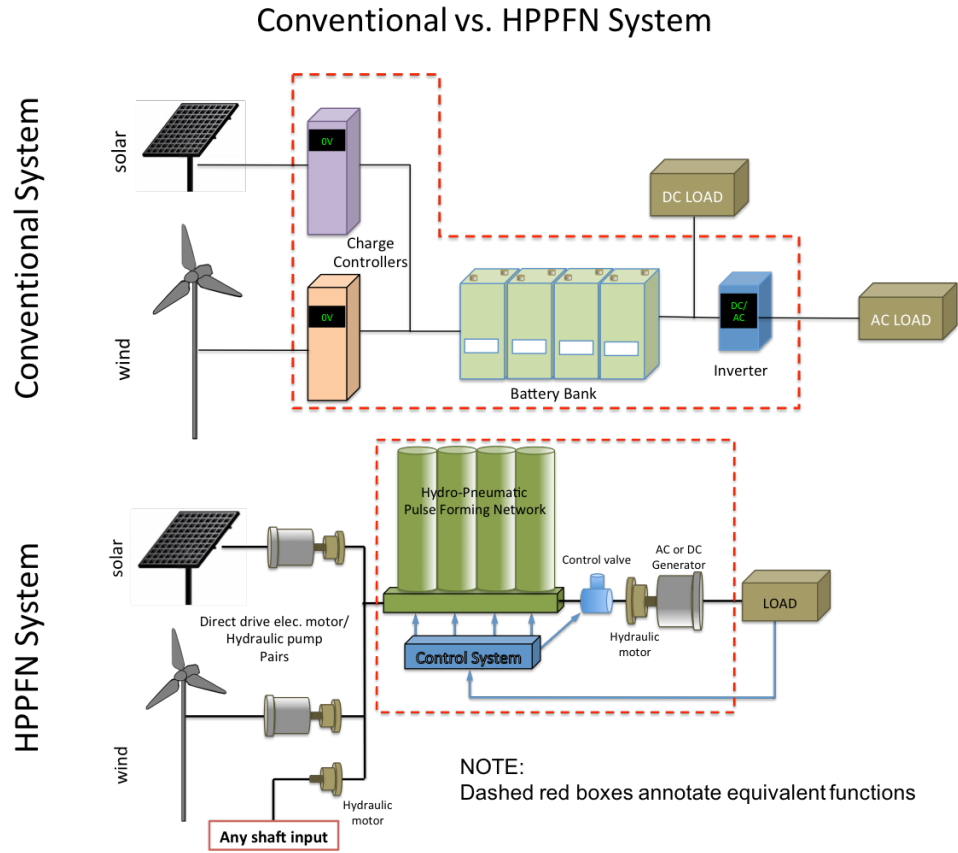 Conventional vs. HPPFN System
Conventional System
solar
0V
Charge
Controllers
DC LOAD
wind
0V
DC/
AC
AC LOAD
Inverter
Battery Bank
HPPFN System
solar
Hydro-Pneumatic
Pulse Forming Network
Control valve
AC or DC
Generator
LOAD
Direct drive elec. motor/
Hydraulic pump
Pairs
Hydraulic
motor
Control System
wind
Hydraulic
motor
Any shaft input
NOTE:
Dashed red boxes annotate equivalent functions